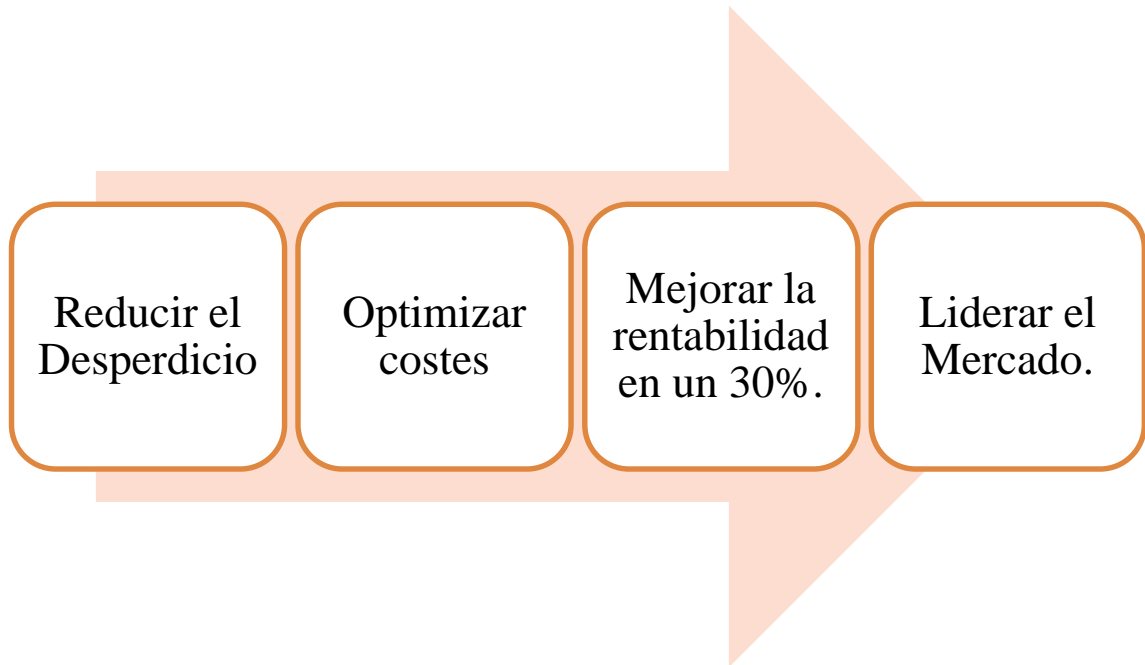 Reducir el
Desperdicio
Optimizar
costes
Mejorar la
rentabilidad
en un 30%.
Liderar el
Mercado.